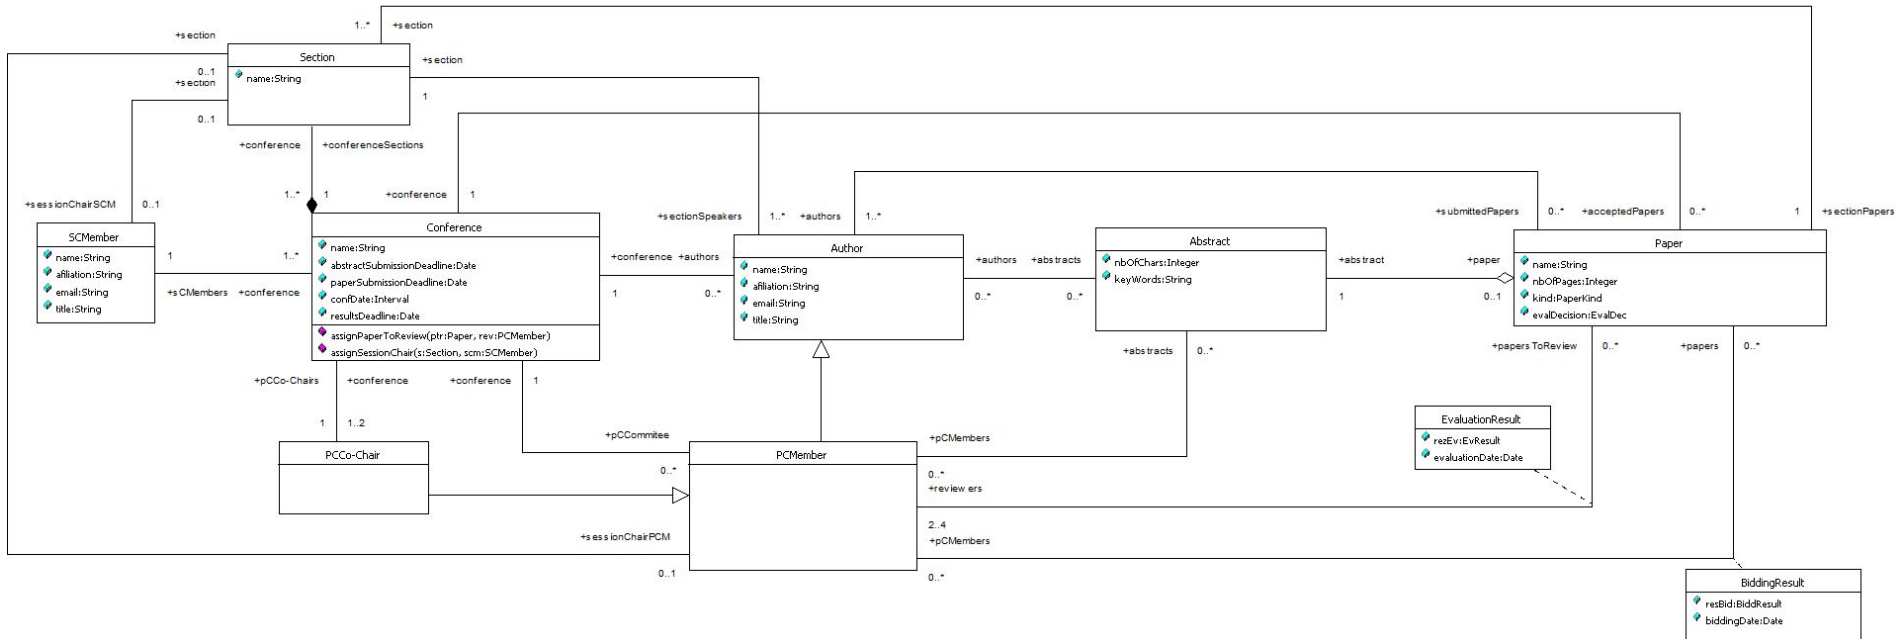 1..* +section
+section
Section
name:String
+section
0..1
+section
1
0..1
+conference +conferenceSections
1..* 1
+conference 1
+sessionChairSCM 0..1
SCMember
name:String
afiliation:String
email:String
title:String
1
+sCMembers
1..*
+conference
Conference
name:String
abstractSubmissionDeadline:Date
paperSubmissionDeadline:Date
confDate:Interval
resultsDeadline:Date
assignPaperToReview(ptr:Paper, rev:PCMember)
assignSessionChair(s:Section, scm:SCMember)
+conference +authors
1 0..*
+sectionSpeakers 1..*
+authors 1..*
Author
name:String
afiliation:String
email:String
title:String
+authors +abstracts
0..* 0..*
Abstract
nbOfChars:Integer
keyWords:String
+abstract +paper
1 0..1
+submittedPapers 0..*
+acceptedPapers 0..*
1 +sectionPapers
Paper
name:String
nbOfPages:Integer
kind:PaperKind
evalDecision:EvalDec
+abstracts 0..*
+papersToReview 0..*
+papers 0..*
+pCCo-Chairs +conference
1 1..2
+conference 1
PCCo-Chair
+pCCommitee
0..*
PCMember
+pCMembers
0..*
+reviewers
2..4
+pCMembers
0..*
+sessionChairPCM
0..1
EvaluationResult
rezEv:EvResult
evaluationDate:Date
BiddingResult
resBid:BiddResult
biddingDate:Date